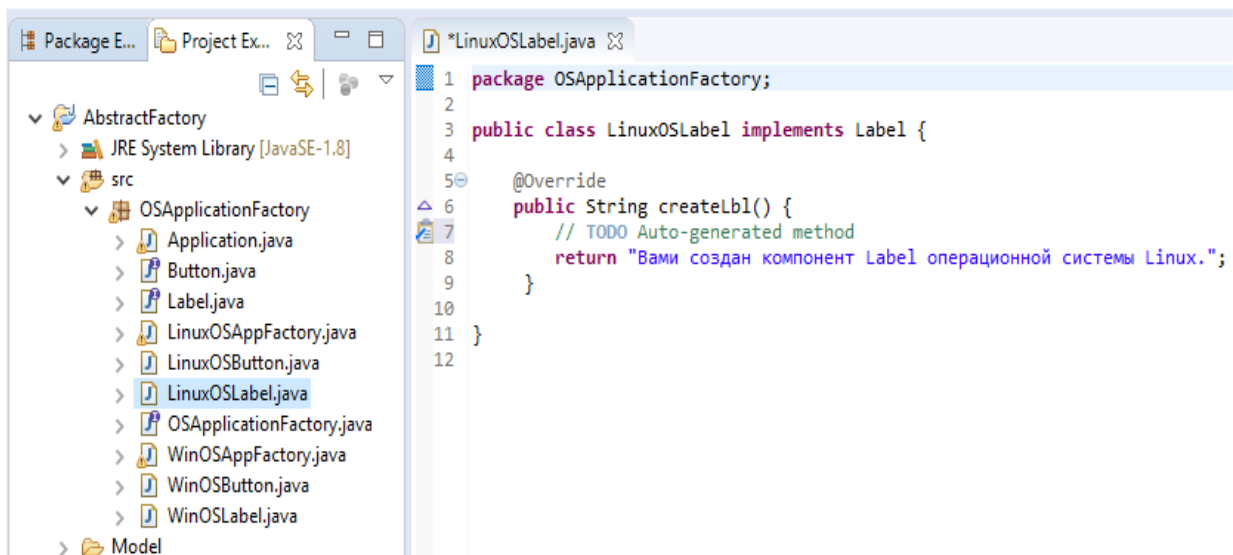 Package E... Project Ex...
AbstractFactory
JRE System Library [JavaSE-1.8]
src
OSApplicationFactory
Application.java
Button.java
Label.java
LinuxOSAppFactory.java
LinuxOSButton.java
LinuxOSLabel.java
OSApplicationFactory.java
WinOSAppFactory.java
WinOSButton.java
WinOSLabel.java
Model
*LinuxOSLabel.java
1 package OSApplicationFactory;
2
3 public class LinuxOSLabel implements Label {
4
5 @Override
6 public String createLbl() {
7 // TODO Auto-generated method
8 return "Вами создан компонент Label операционной системы Linux.";
9 }
10
11 }
12